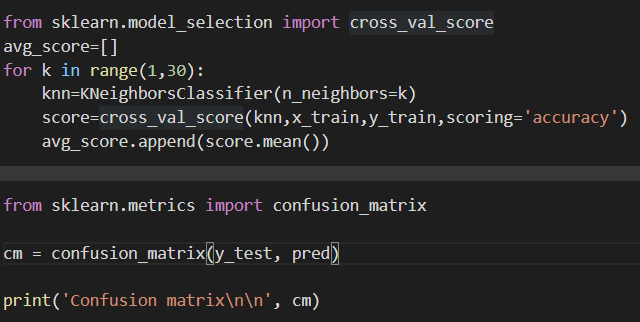 from sklearn.model_selection import cross_val_score
avg_score=[]
for k in range(1,30):
    knn=KNeighborsClassifier(n_neighbors=k)
    score=cross_val_score(knn,x_train,y_train,scoring='accuracy')
    avg_score.append(score.mean())
from sklearn.metrics import confusion_matrix
cm = confusion_matrix(y_test, pred)
print('Confusion matrix\n\n', cm)